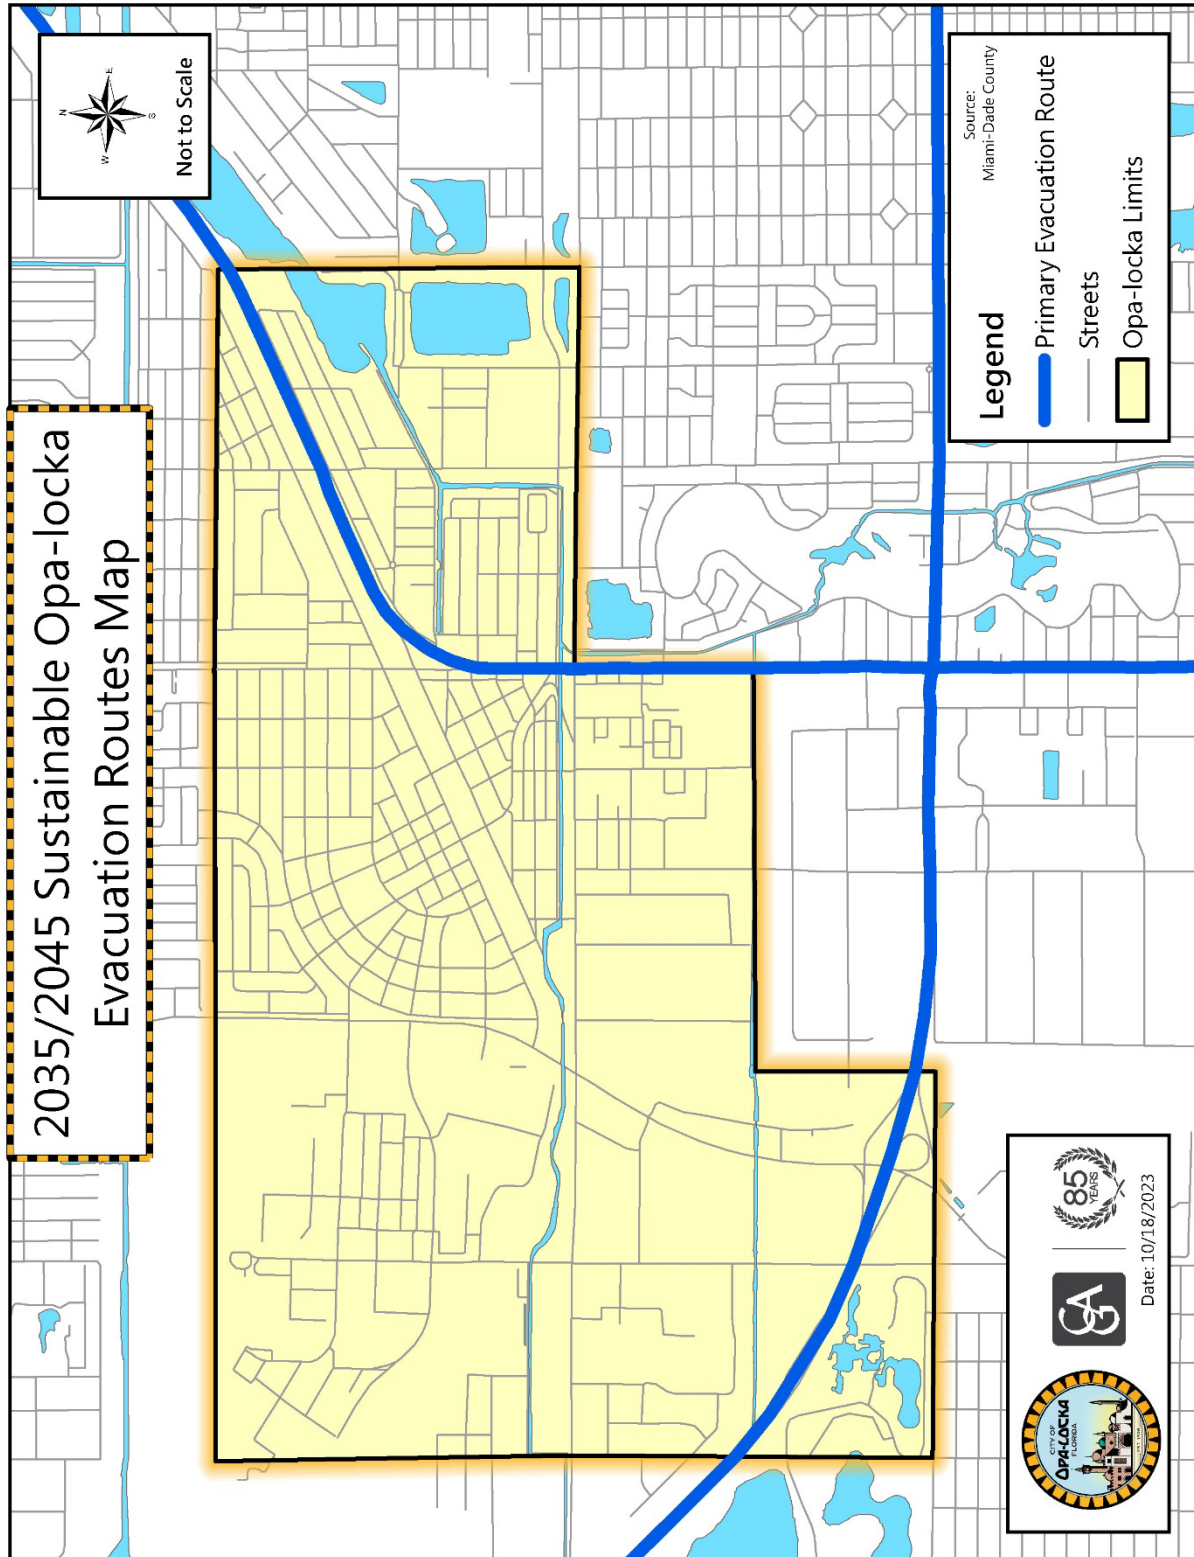 2035/2045 Sustainable Opa-locka
Evacuation Routes Map
N
E
S
W
Not to Scale
Source:
Miami-Dade County
Legend
Primary Evacuation Route
Streets
Opa-locka Limits
CITY OF
OPA-LOCKA
FLORIDA
CGA
85
YEARS
Date: 10/18/2023